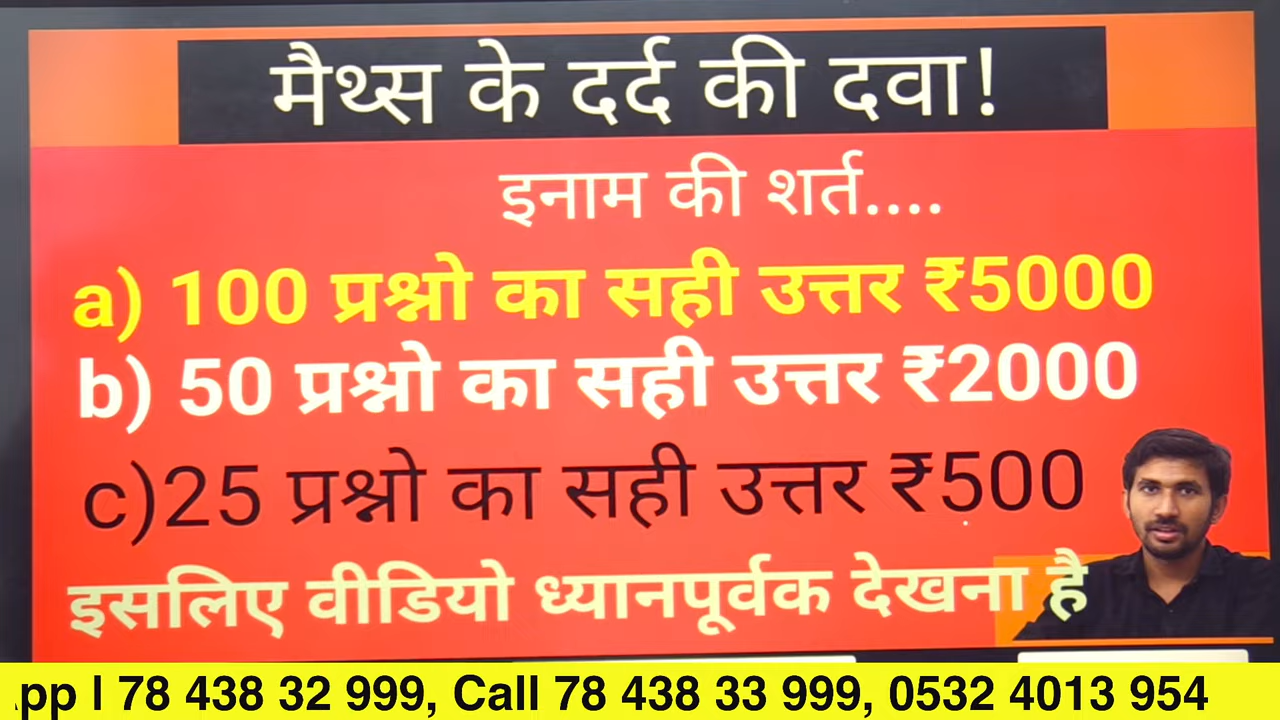 मैथ्स के दर्द की दवा!
इनाम की शर्त....
a) 100 प्रश्नो का सही उत्तर ₹5000
b) 50 प्रश्नो का सही उत्तर ₹2000
c)25 प्रश्नो का सही उत्तर ₹500
इसलिए वीडियो ध्यानपूर्वक देखना है
pp l 78 438 32 999, Call 78 438 33 999, 0532 4013 954